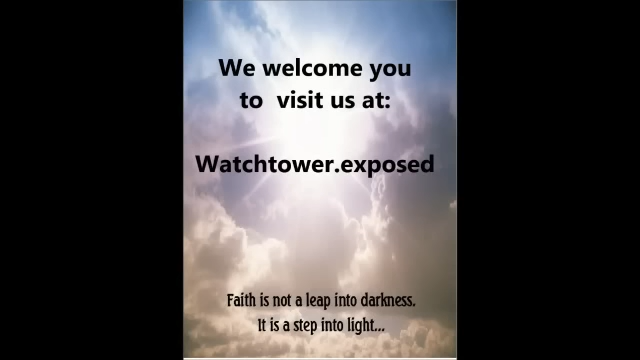 We welcome you
to  visit us at:
Watchtower.exposed
Faith is not a leap into darkness.
It is a step into light...